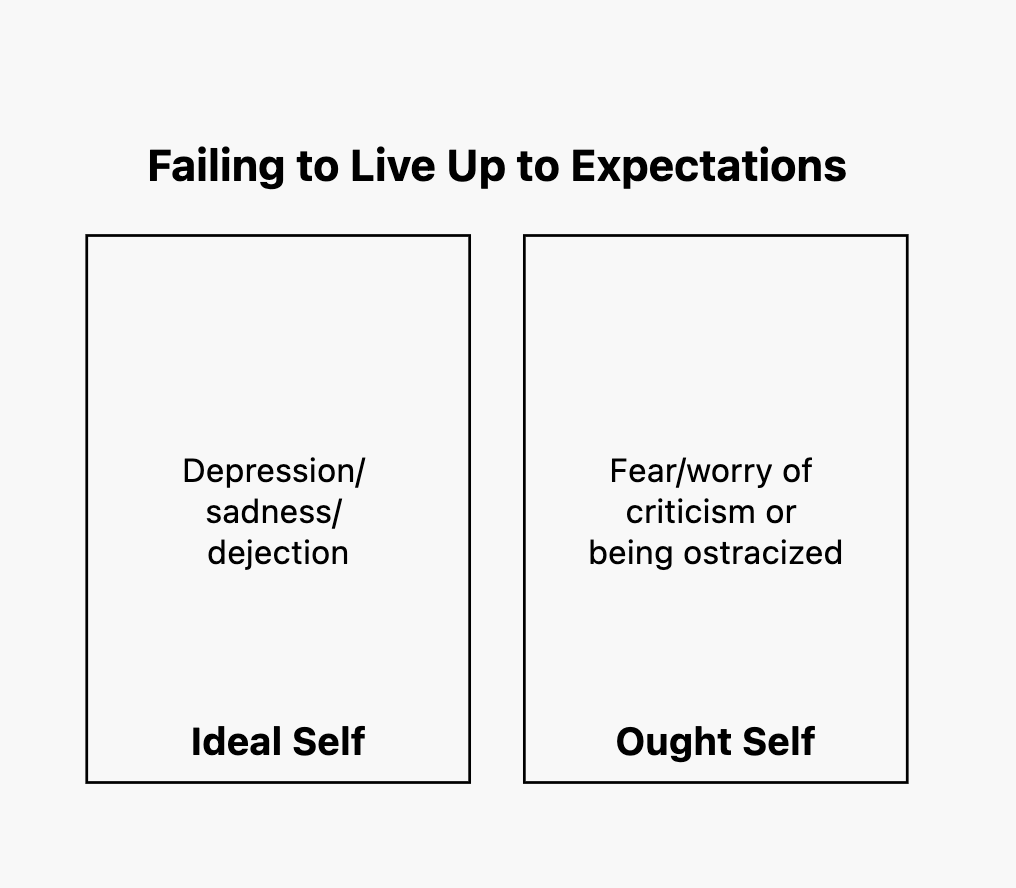 Failing to Live Up to Expectations
Depression/
sadness/
dejection
Ideal Self
Fear/worry of
criticism or
being ostracized
Ought Self